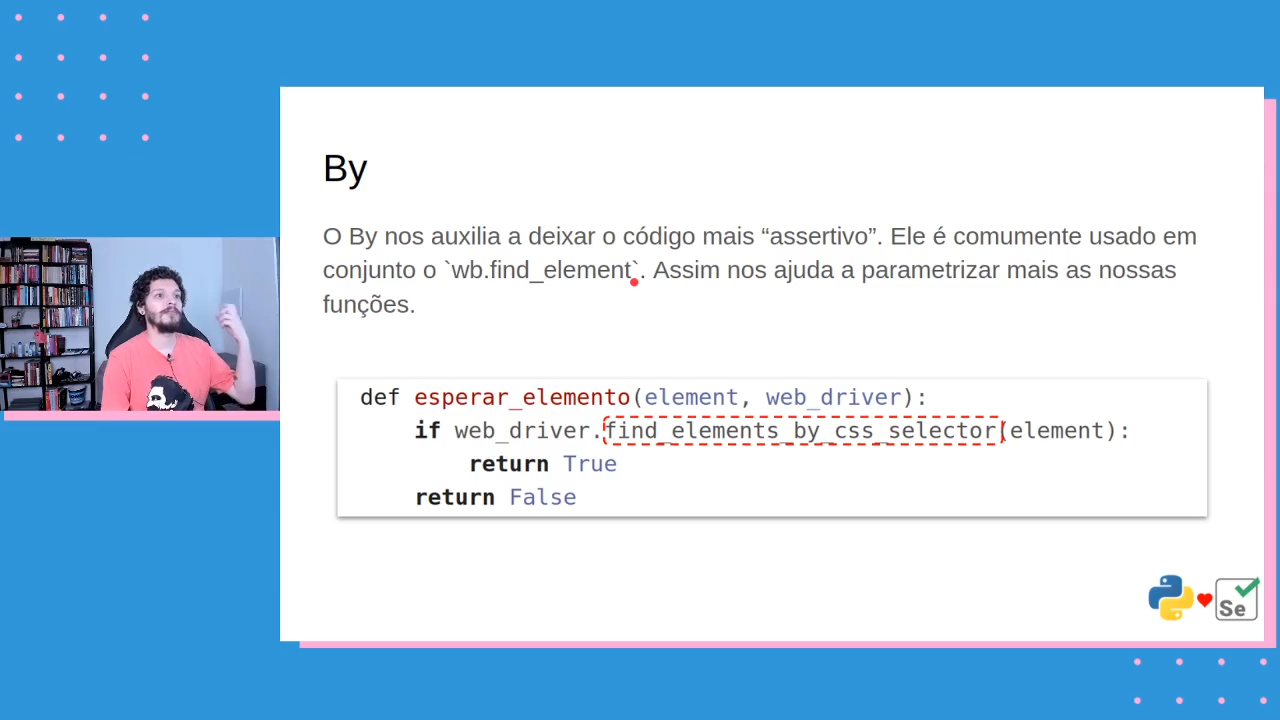 By
O By nos auxilia a deixar o código mais “assertivo”. Ele é comumente usado em
conjunto o `wb.find_element`. Assim nos ajuda a parametrizar mais as nossas
funções.
def esperar_elemento(element, web_driver):
    if web_driver.find_elements_by_css_selector(element):
        return True
    return False
Se